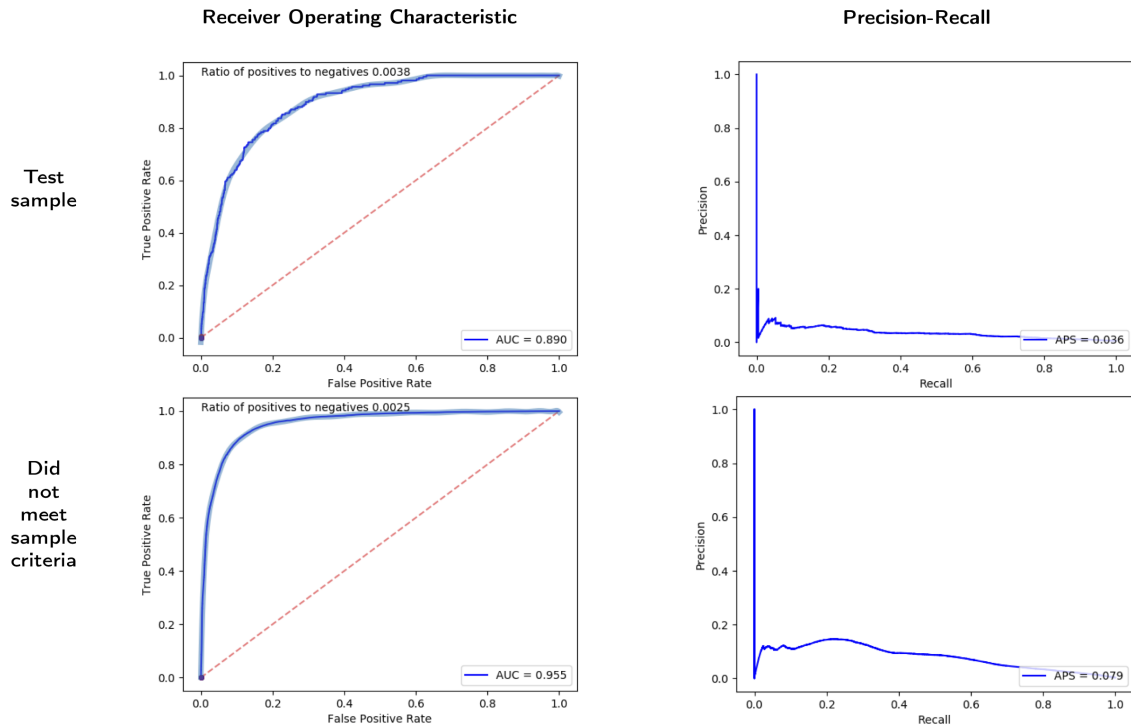 Receiver Operating Characteristic
Precision-Recall
Test
sample
Ratio of positives to negatives 0.0038
True Positive Rate
1.0
0.8
0.6
0.4
0.2
0.0
AUC = 0.890
0.0 0.2 0.4 0.6 0.8 1.0
False Positive Rate
Precision
1.0
0.8
0.6
0.4
0.2
0.0
APS = 0.036
0.0 0.2 0.4 0.6 0.8 1.0
Recall
Did
not
meet
sample
criteria
Ratio of positives to negatives 0.0025
True Positive Rate
1.0
0.8
0.6
0.4
0.2
0.0
AUC = 0.955
0.0 0.2 0.4 0.6 0.8 1.0
False Positive Rate
Precision
1.0
0.8
0.6
0.4
0.2
0.0
APS = 0.079
0.0 0.2 0.4 0.6 0.8 1.0
Recall